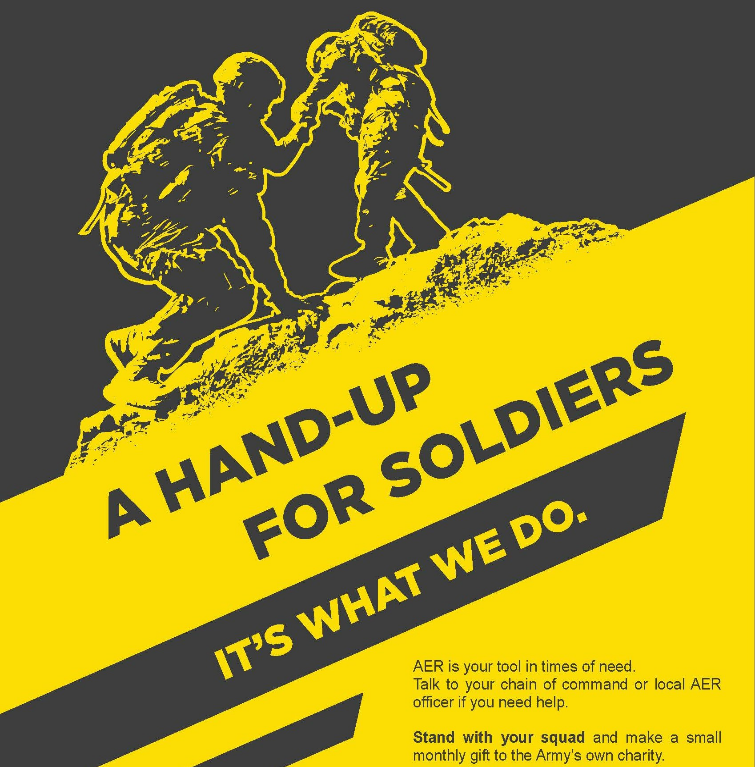 A HAND-UP
FOR SOLDIERS
IT'S WHAT WE DO.
AER is your tool in times of need.
Talk to your chain of command or local AER
officer if you need help.
Stand with your squad and make a small
monthly gift to the Army's own charity.